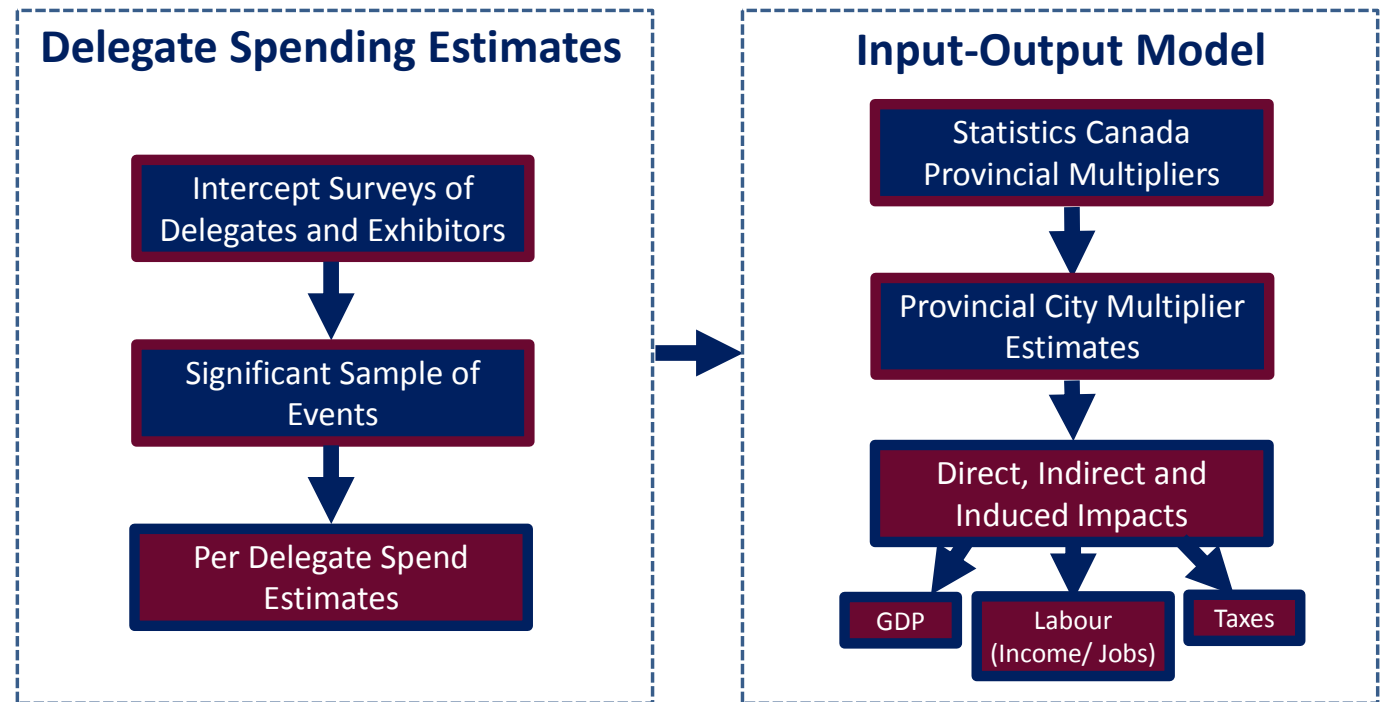 Delegate Spending Estimates
Intercept Surveys of
Delegates and Exhibitors
Significant Sample of
Events
Per Delegate Spend
Estimates
Input-Output Model
Statistics Canada
Provincial Multipliers
Provincial City Multiplier
Estimates
Direct, Indirect and
Induced Impacts
GDP
Labour
(Income/ Jobs)
Taxes